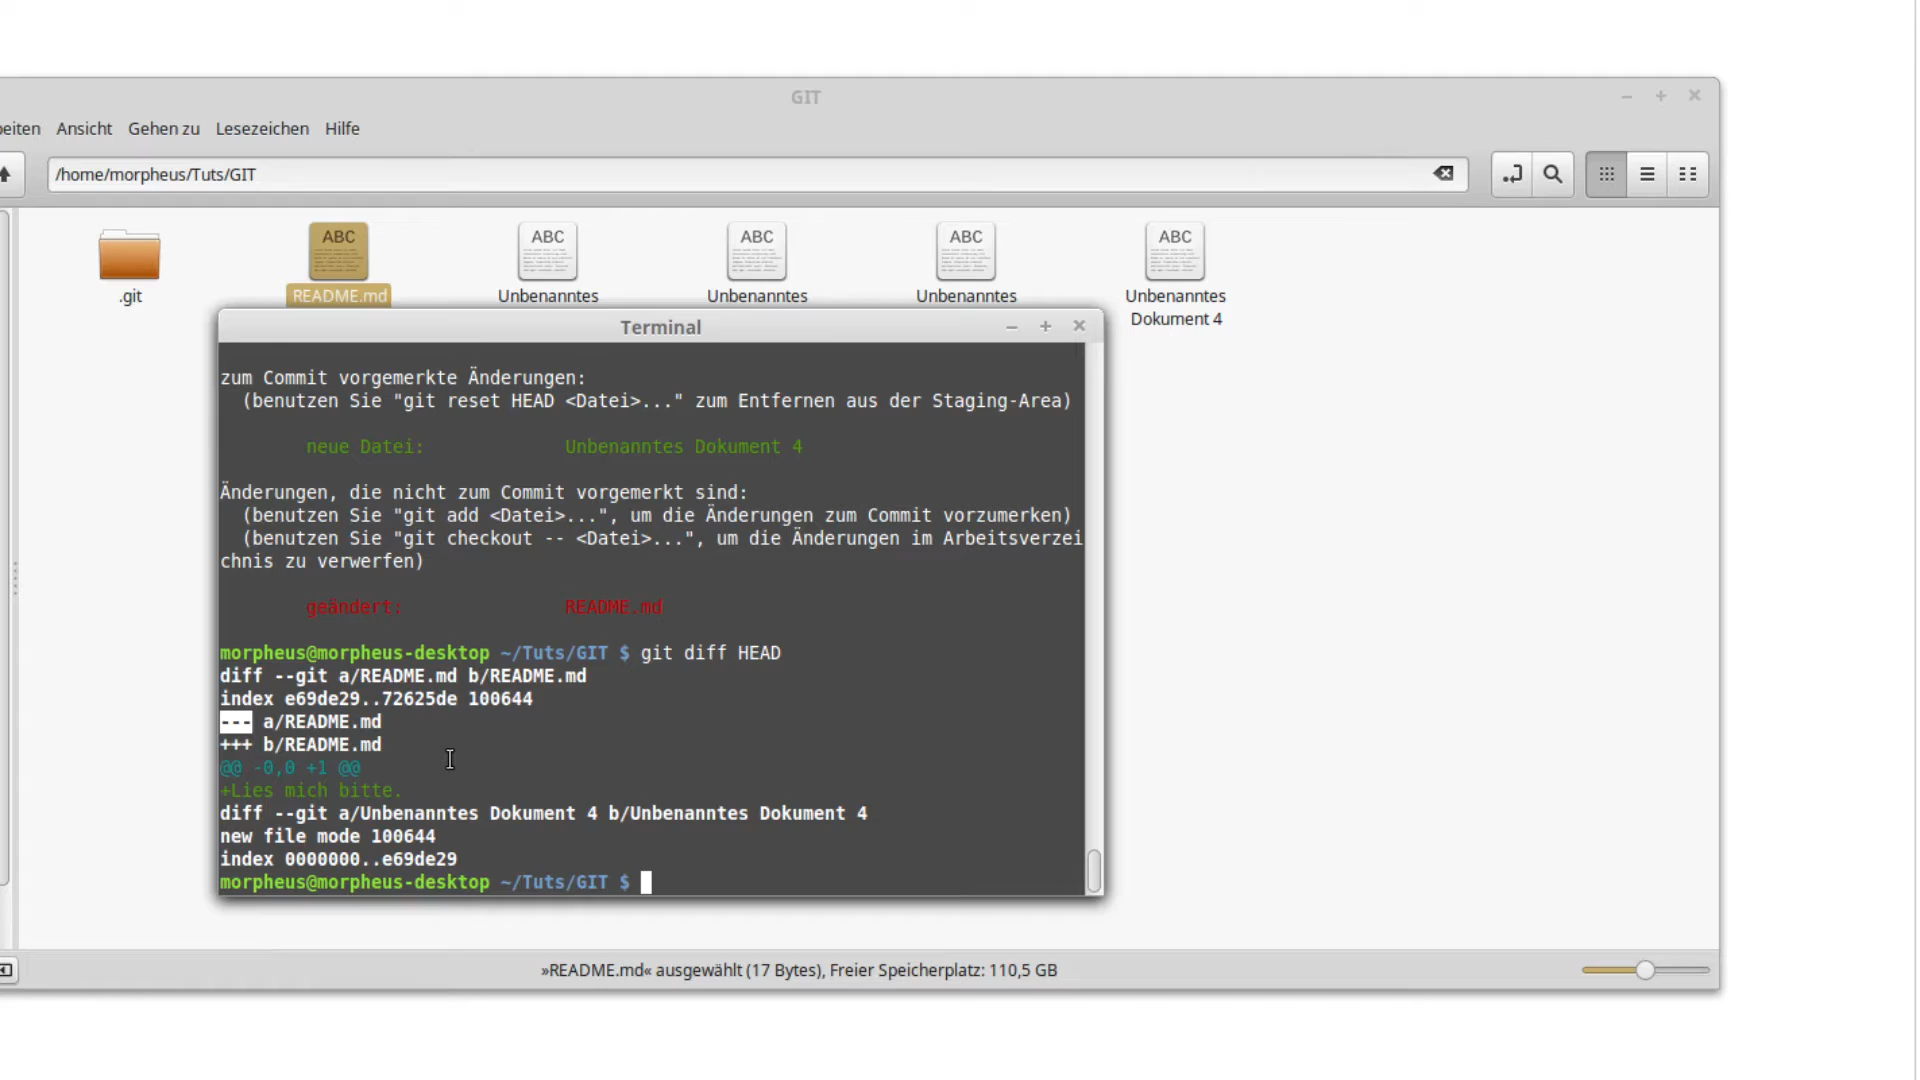 GIT
beiten Ansicht Gehen zu Lesezeichen Hilfe
/home/morpheus/Tuts/GIT
ABC ABC ABC ABC ABC
.git README.md Unbenanntes Unbenanntes Unbenanntes Unbenanntes
Dokument 4
Terminal
zum Commit vorgemerkte Änderungen:
(benutzen Sie "git reset HEAD <Datei>..." zum Entfernen aus der Staging-Area)
neue Datei: Unbenanntes Dokument 4
Änderungen, die nicht zum Commit vorgemerkt sind:
(benutzen Sie "git add <Datei>...", um die Änderungen zum Commit vorzumerken)
(benutzen Sie "git checkout -- <Datei>...", um die Änderungen im Arbeitsverzei
chnis zu verwerfen)
geändert: README.md
morpheus@morpheus-desktop ~/Tuts/GIT $ git diff HEAD
diff --git a/README.md b/README.md
index e69de29..72625de 100644
--- a/README.md
+++ b/README.md
@@ -0,0 +1 @@
+Lies mich bitte.
diff --git a/Unbenanntes Dokument 4 b/Unbenanntes Dokument 4
new file mode 100644
index 0000000..e69de29
morpheus@morpheus-desktop ~/Tuts/GIT $
»README.md« ausgewählt (17 Bytes), Freier Speicherplatz: 110,5 GB